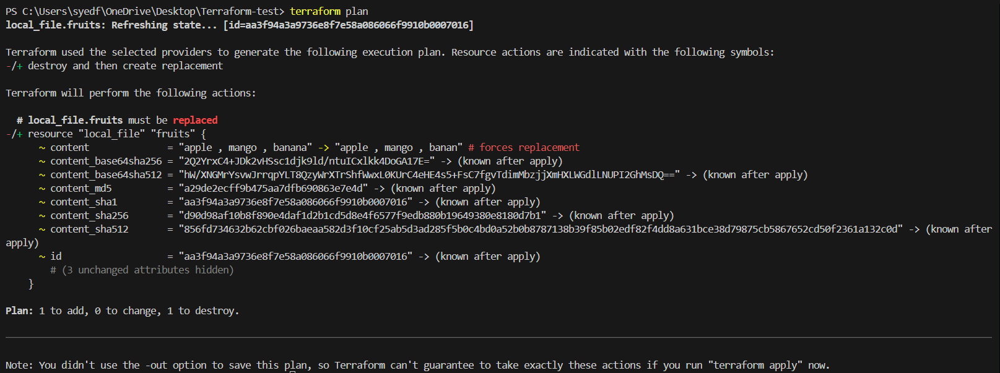 PS C:\Users\syedf\OneDrive\Desktop\Terraform-test> terraform plan
local_file.fruits: Refreshing state... [id=aa3f94a3a9736e8f7e58a086066f9910b0007016]
Terraform used the selected providers to generate the following execution plan. Resource actions are indicated with the following symbols:
-/+ destroy and then create replacement
Terraform will perform the following actions:
# local_file.fruits must be replaced
-/+ resource "local_file" "fruits" {
~ content = "apple , mango , banana" -> "apple , mango , banan" # forces replacement
~ content_base64sha256 = "2Q2YrxC4+JDk2vHSsc1djk9ld/ntuICxlkk4DoGA17E=" -> (known after apply)
~ content_base64sha512 = "hW/XNGMrYsvwJrrqpYLT8QzyWrXTrShfWwxL0KUrC4eHE4s5+FsC7fgvTdimMbzjjXmHXLWGdlLNUPI2GhMsDQ==" -> (known after apply)
~ content_md5 = "a29de2ecff9b475aa7dfb690863e7e4d" -> (known after apply)
~ content_sha1 = "aa3f94a3a9736e8f7e58a086066f9910b0007016" -> (known after apply)
~ content_sha256 = "d90d98af10b8f890e4daf1d2b1cd5d8e4f6577f9edb880b19649380e8180d7b1" -> (known after apply)
~ content_sha512 = "856fd734632b62cbf026baeaa582d3f10cf25ab5d3ad285f5b0c4bd0a52b0b8787138b39f85b02edf82f4dd8a631bce38d79875cb5867652cd50f2361a132c0d" -> (known after
apply)
~ id = "aa3f94a3a9736e8f7e58a086066f9910b0007016" -> (known after apply)
# (3 unchanged attributes hidden)
}
Plan: 1 to add, 0 to change, 1 to destroy.
Note: You didn't use the -out option to save this plan, so Terraform can't guarantee to take exactly these actions if you run "terraform apply" now.